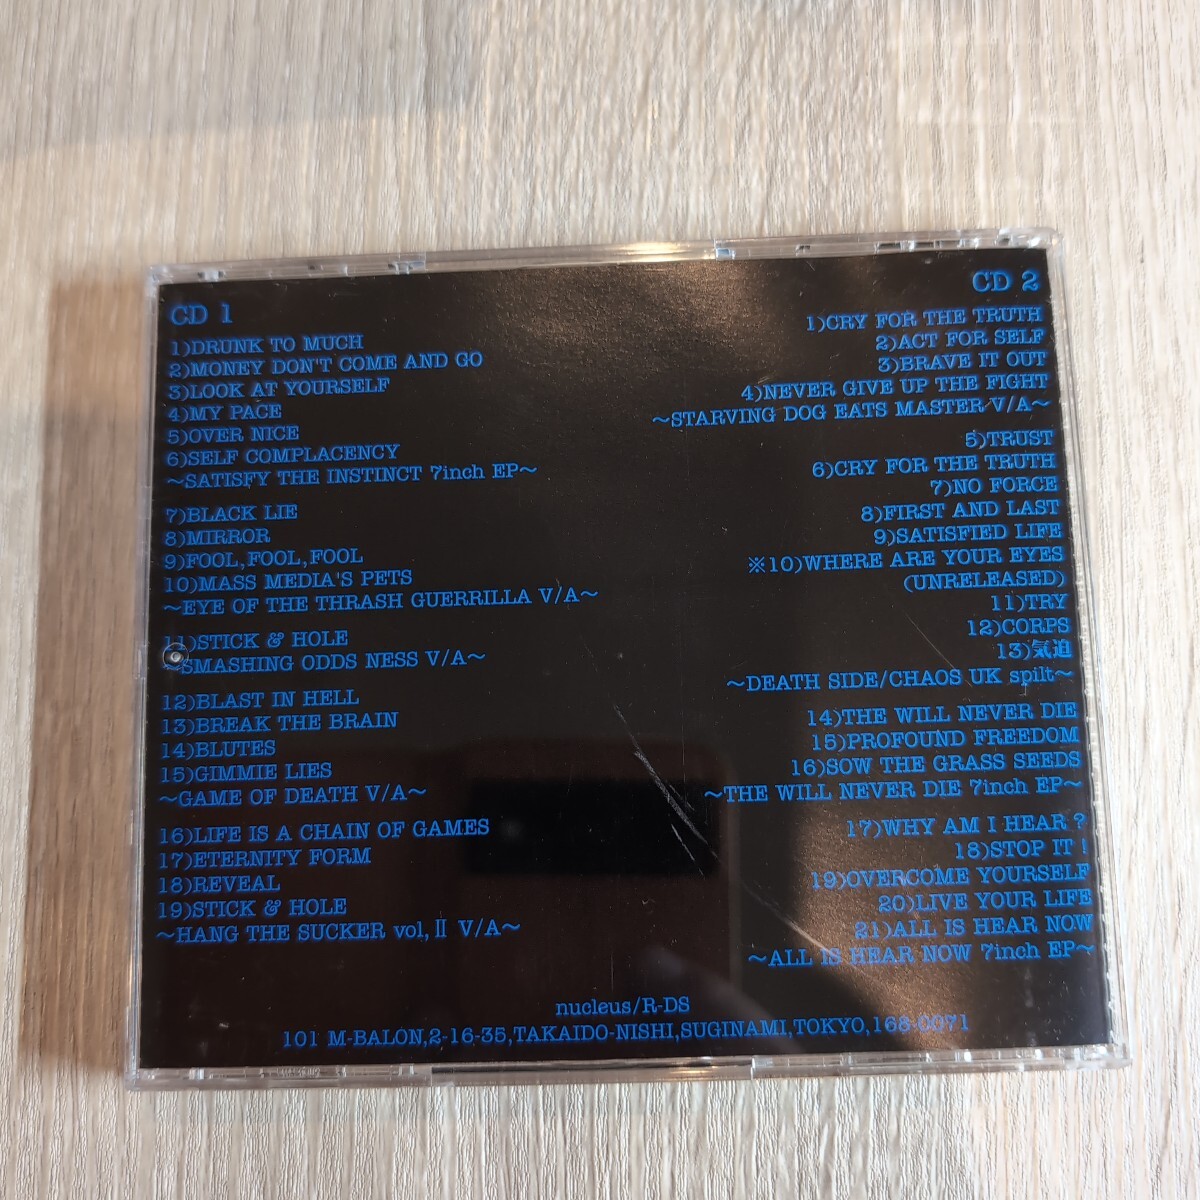 CD 1
1)DRUNK TO MUCH
2)MONEY DON'T COME AND GO
3)LOOK AT YOURSELF
4)MY PACE
5)OVER NICE
6)SELF COMPLACENCY
～SATISFY THE INSTINCT 7inch EP～
7)BLACK LIE
8)MIRROR
9)FOOL,FOOL,FOOL
10)MASS MEDIA'S PETS
～EYE OF THE THRASH GUERRILLA V/A～
11)STICK & HOLE
～SMASHING ODDS NESS V/A～
12)BLAST IN HELL
13)BREAK THE BRAIN
14)BLUTES
15)GIMMIE LIES
～GAME OF DEATH V/A～
16)LIFE IS A CHAIN OF GAMES
17)ETERNITY FORM
18)REVEAL
19)STICK & HOLE
～HANG THE SUCKER vol,Ⅱ V/A～
CD 2
1)CRY FOR THE TRUTH
2)ACT FOR SELF
3)BRAVE IT OUT
4)NEVER GIVE UP THE FIGHT
～STARVING DOG EATS MASTER V/A～
5)TRUST
6)CRY FOR THE TRUTH
7)NO FORCE
8)FIRST AND LAST
9)SATISFIED LIFE
※10)WHERE ARE YOUR EYES
(UNRELEASED)
11)TRY
12)CORPS
13)気迫
～DEATH SIDE/CHAOS UK spilt～
14)THE WILL NEVER DIE
15)PROFOUND FREEDOM
16)SOW THE GRASS SEEDS
～THE WILL NEVER DIE 7inch EP～
17)WHY AM I HEAR ?
18)STOP IT !
19)OVERCOME YOURSELF
20)LIVE YOUR LIFE
21)ALL IS HEAR NOW
～ALL IS HEAR NOW 7inch EP～
nucleus/R-DS
101 M-BALON,2-16-35,TAKAIDO-NISHI,SUGINAMI,TOKYO,168-0071